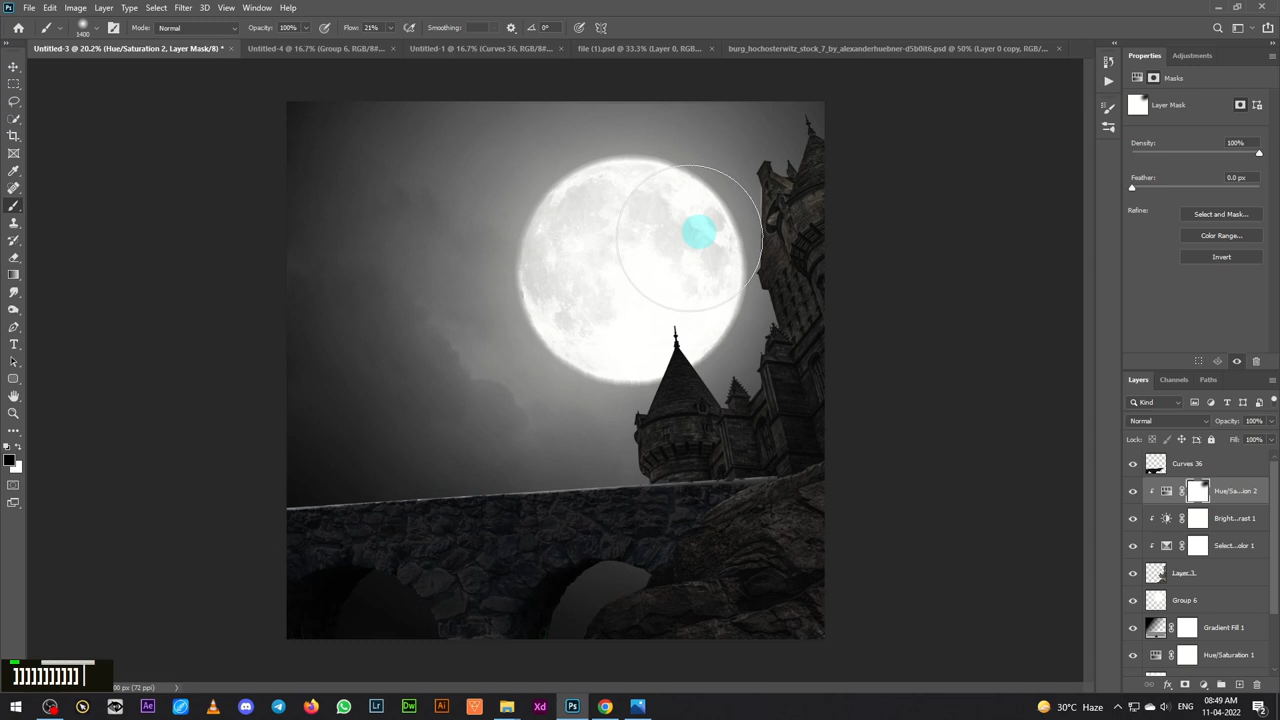 File Edit Image Layer Type Select Filter 3D View Window Help
1400 Mode: Normal Opacity: 100% Flow: 21% Smoothing: 0°
Untitled-3 @ 20.2% (Hue/Saturation 2, Layer Mask/8) * × Untitled-4 @ 16.7% (Group 6, RGB/8#... × Untitled-1 @ 16.7% (Curves 36, RGB/8#... × file (1).psd @ 33.3% (Layer 0, RGB/... × burg_hochosterwitz_stock_7_by_alexanderhuebner-d5b0it6.psd @ 50% (Layer 0 copy, RGB/... ×
Properties Adjustments
Masks
Layer Mask
Density: 100%
Feather: 0.0 px
Refine: Select and Mask...
Color Range...
Invert
Layers Channels Paths
Kind
Normal Opacity: 100%
Lock: Fill: 100%
Curves 36
Hue/Sa...ion 2
Bright...rast 1
Select...olor 1
Layer 3
Group 6
Gradient Fill 1
Hue/Saturation 1
]]]]]]]]]]]
00 px (72 ppi)
30°C Haze 08:49 AM
11-04-2022